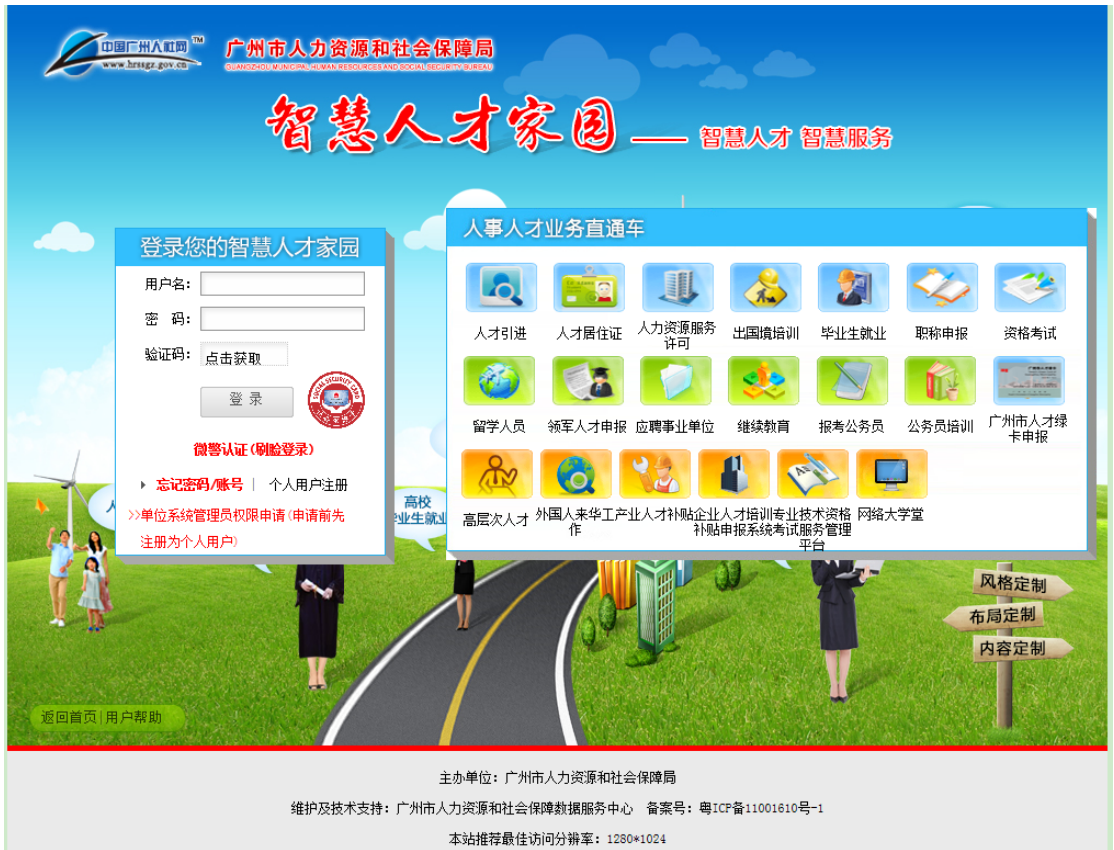 中国广州人社网 TM
www.hrssgz.gov.cn
广州市人力资源和社会保障局
GUANGZHOU MUNICIPAL HUMAN RESOURCES AND SOCIAL SECURITY BUREAU
智慧人才家园 —— 智慧人才 智慧服务
登录您的智慧人才家园
用户名：
密 码：
验证码： 点击获取
登 录
SOCIAL SECURITY CARD
微警认证(刷脸登录)
忘记密码/账号 | 个人用户注册
>>单位系统管理员权限申请(申请前先
注册为个人用户)
人事人才业务直通车
人才引进
人才居住证
人力资源服务
许可
出国境培训
毕业生就业
职称申报
资格考试
留学人员
领军人才申报
应聘事业单位
继续教育
报考公务员
公务员培训
广州市人才绿
卡申报
高层次人才
外国人来华工
作
产业人才补贴
企业人才培训
补贴申报系统
专业技术资格
考试服务管理
平台
网络大学堂
人
高校
毕业生就业
风格定制
布局定制
内容定制
返回首页|用户帮助
主办单位：广州市人力资源和社会保障局
维护及技术支持：广州市人力资源和社会保障数据服务中心 备案号：粤ICP备11001610号-1
本站推荐最佳访问分辨率：1280*1024